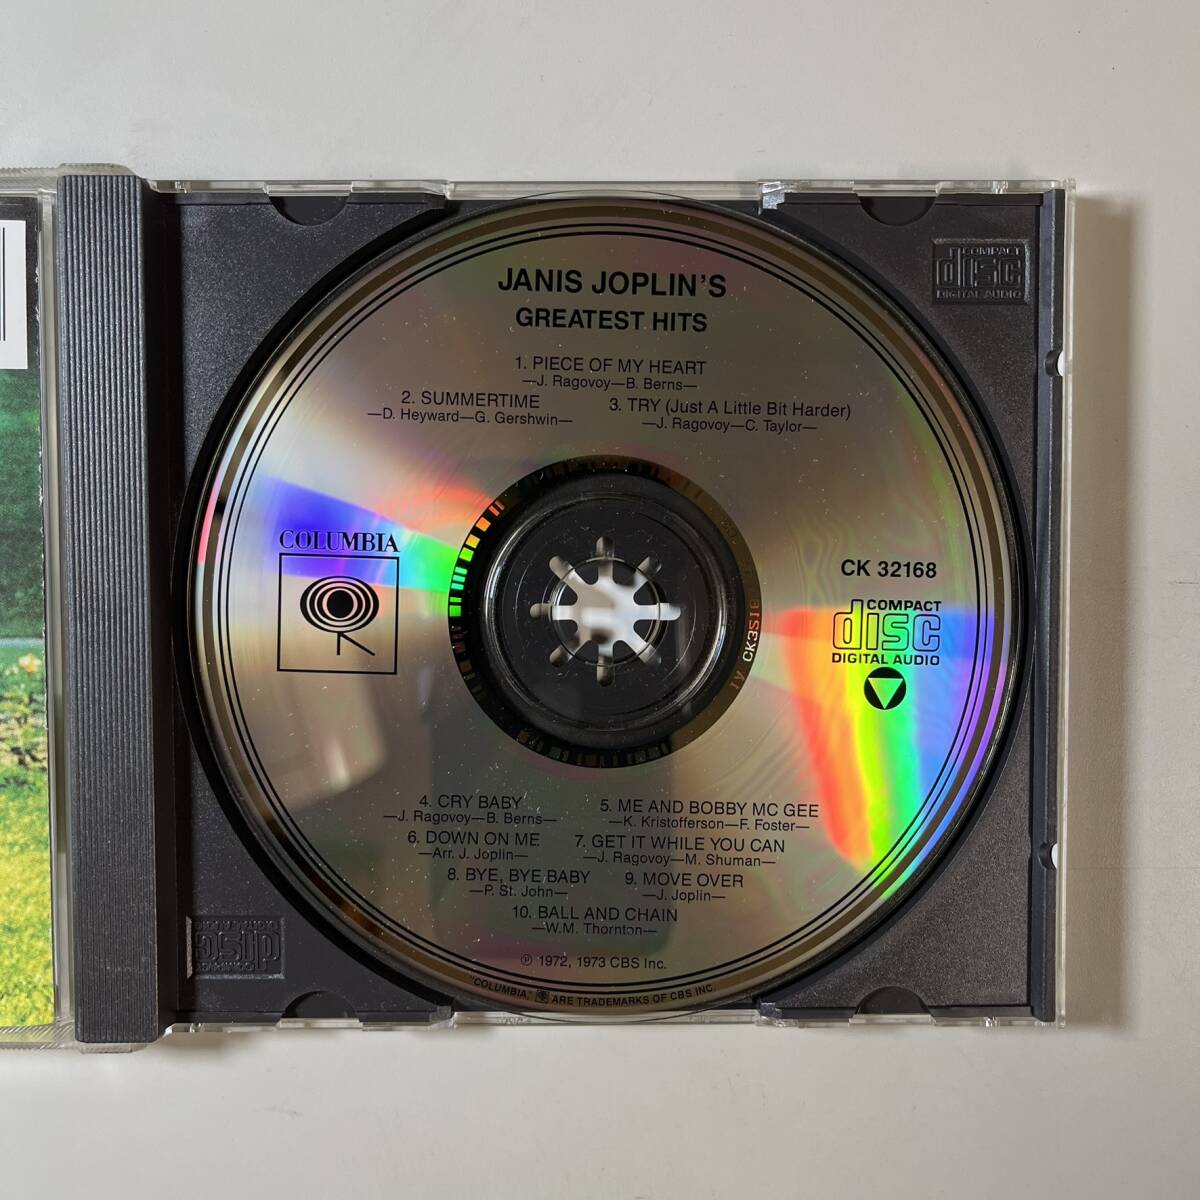 JANIS JOPLIN'S
GREATEST HITS
1. PIECE OF MY HEART
—J. Ragovoy—B. Berns—
2. SUMMERTIME
—D. Heyward—G. Gershwin—
3. TRY (Just A Little Bit Harder)
—J. Ragovoy—C. Taylor—
COLUMBIA
CK 32168
COMPACT
disc
DIGITAL AUDIO
4. CRY BABY
—J. Ragovoy—B. Berns—
5. ME AND BOBBY MC GEE
—K. Kristofferson—F. Foster—
6. DOWN ON ME
—Arr. J. Joplin—
7. GET IT WHILE YOU CAN
—J. Ragovoy—M. Shuman—
8. BYE, BYE BABY
—P. St. John—
9. MOVE OVER
—J. Joplin—
10. BALL AND CHAIN
—W.M. Thornton—
℗ 1972, 1973 CBS Inc.
"COLUMBIA," ARE TRADEMARKS OF CBS INC.
COMPACT
disc
DIGITAL AUDIO
COMPACT
disc
DIGITAL AUDIO